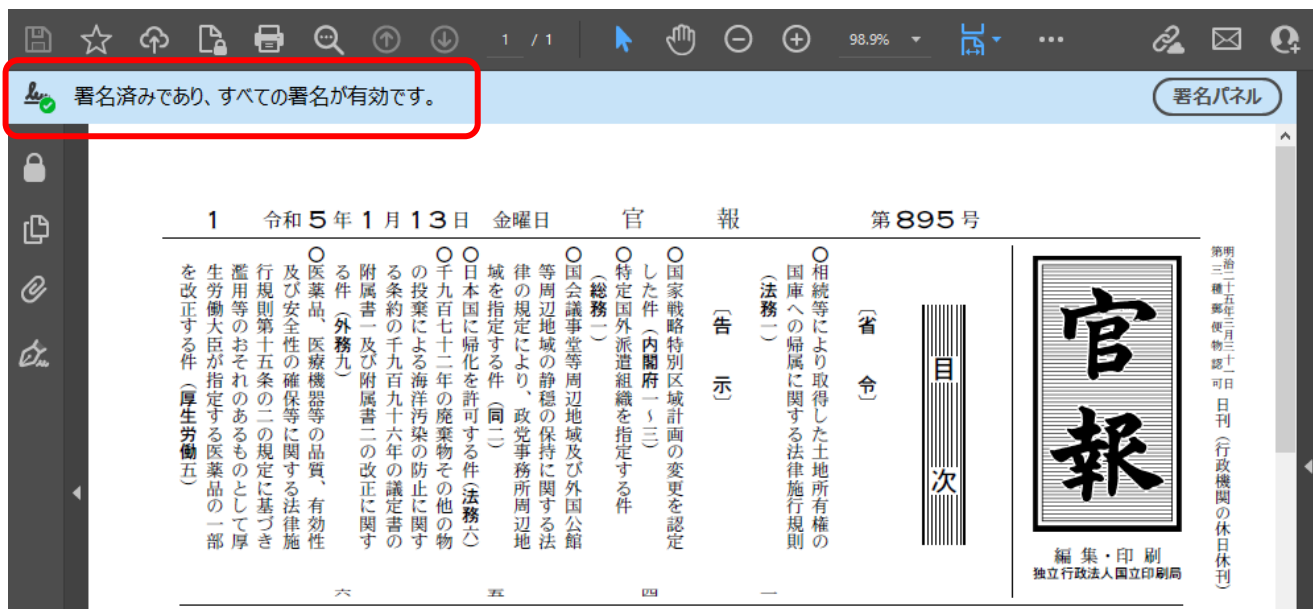 1 / 1
98.9%
署名済みであり、すべての署名が有効です。
署名パネル
1 令和5年1月13日 金曜日 官報 第895号
明治二十五年三月三十一日
第三種郵便物認可
日刊(行政機関の休日休刊)
官報
編集・印刷
独立行政法人国立印刷局
目次
〔省令〕
〇相続等により取得した土地所有権の
国庫への帰属に関する法律施行規則
(法務一)
一
〔告示〕
〇国家戦略特別区域計画の変更を認定
した件(内閣府一〜三)
四
〇特定国外派遣組織を指定する件
(総務一)
〇国会議事堂等周辺地域及び外国公館
等周辺地域の静穏の保持に関する法
律の規定により、政党事務所周辺地
域を指定する件(同二)
五
〇日本国に帰化を許可する件(法務六)
〇千九百七十二年の廃棄物その他の物
の投棄による海洋汚染の防止に関す
る条約の千九百九十六年の議定書の
附属書一及び附属書二の改正に関す
る件(外務九)
六
〇医薬品、医療機器等の品質、有効性
及び安全性の確保等に関する法律施
行規則第十五条の二の規定に基づき
濫用等のおそれのあるものとして厚
生労働大臣が指定する医薬品の一部
を改正する件(厚生労働五)